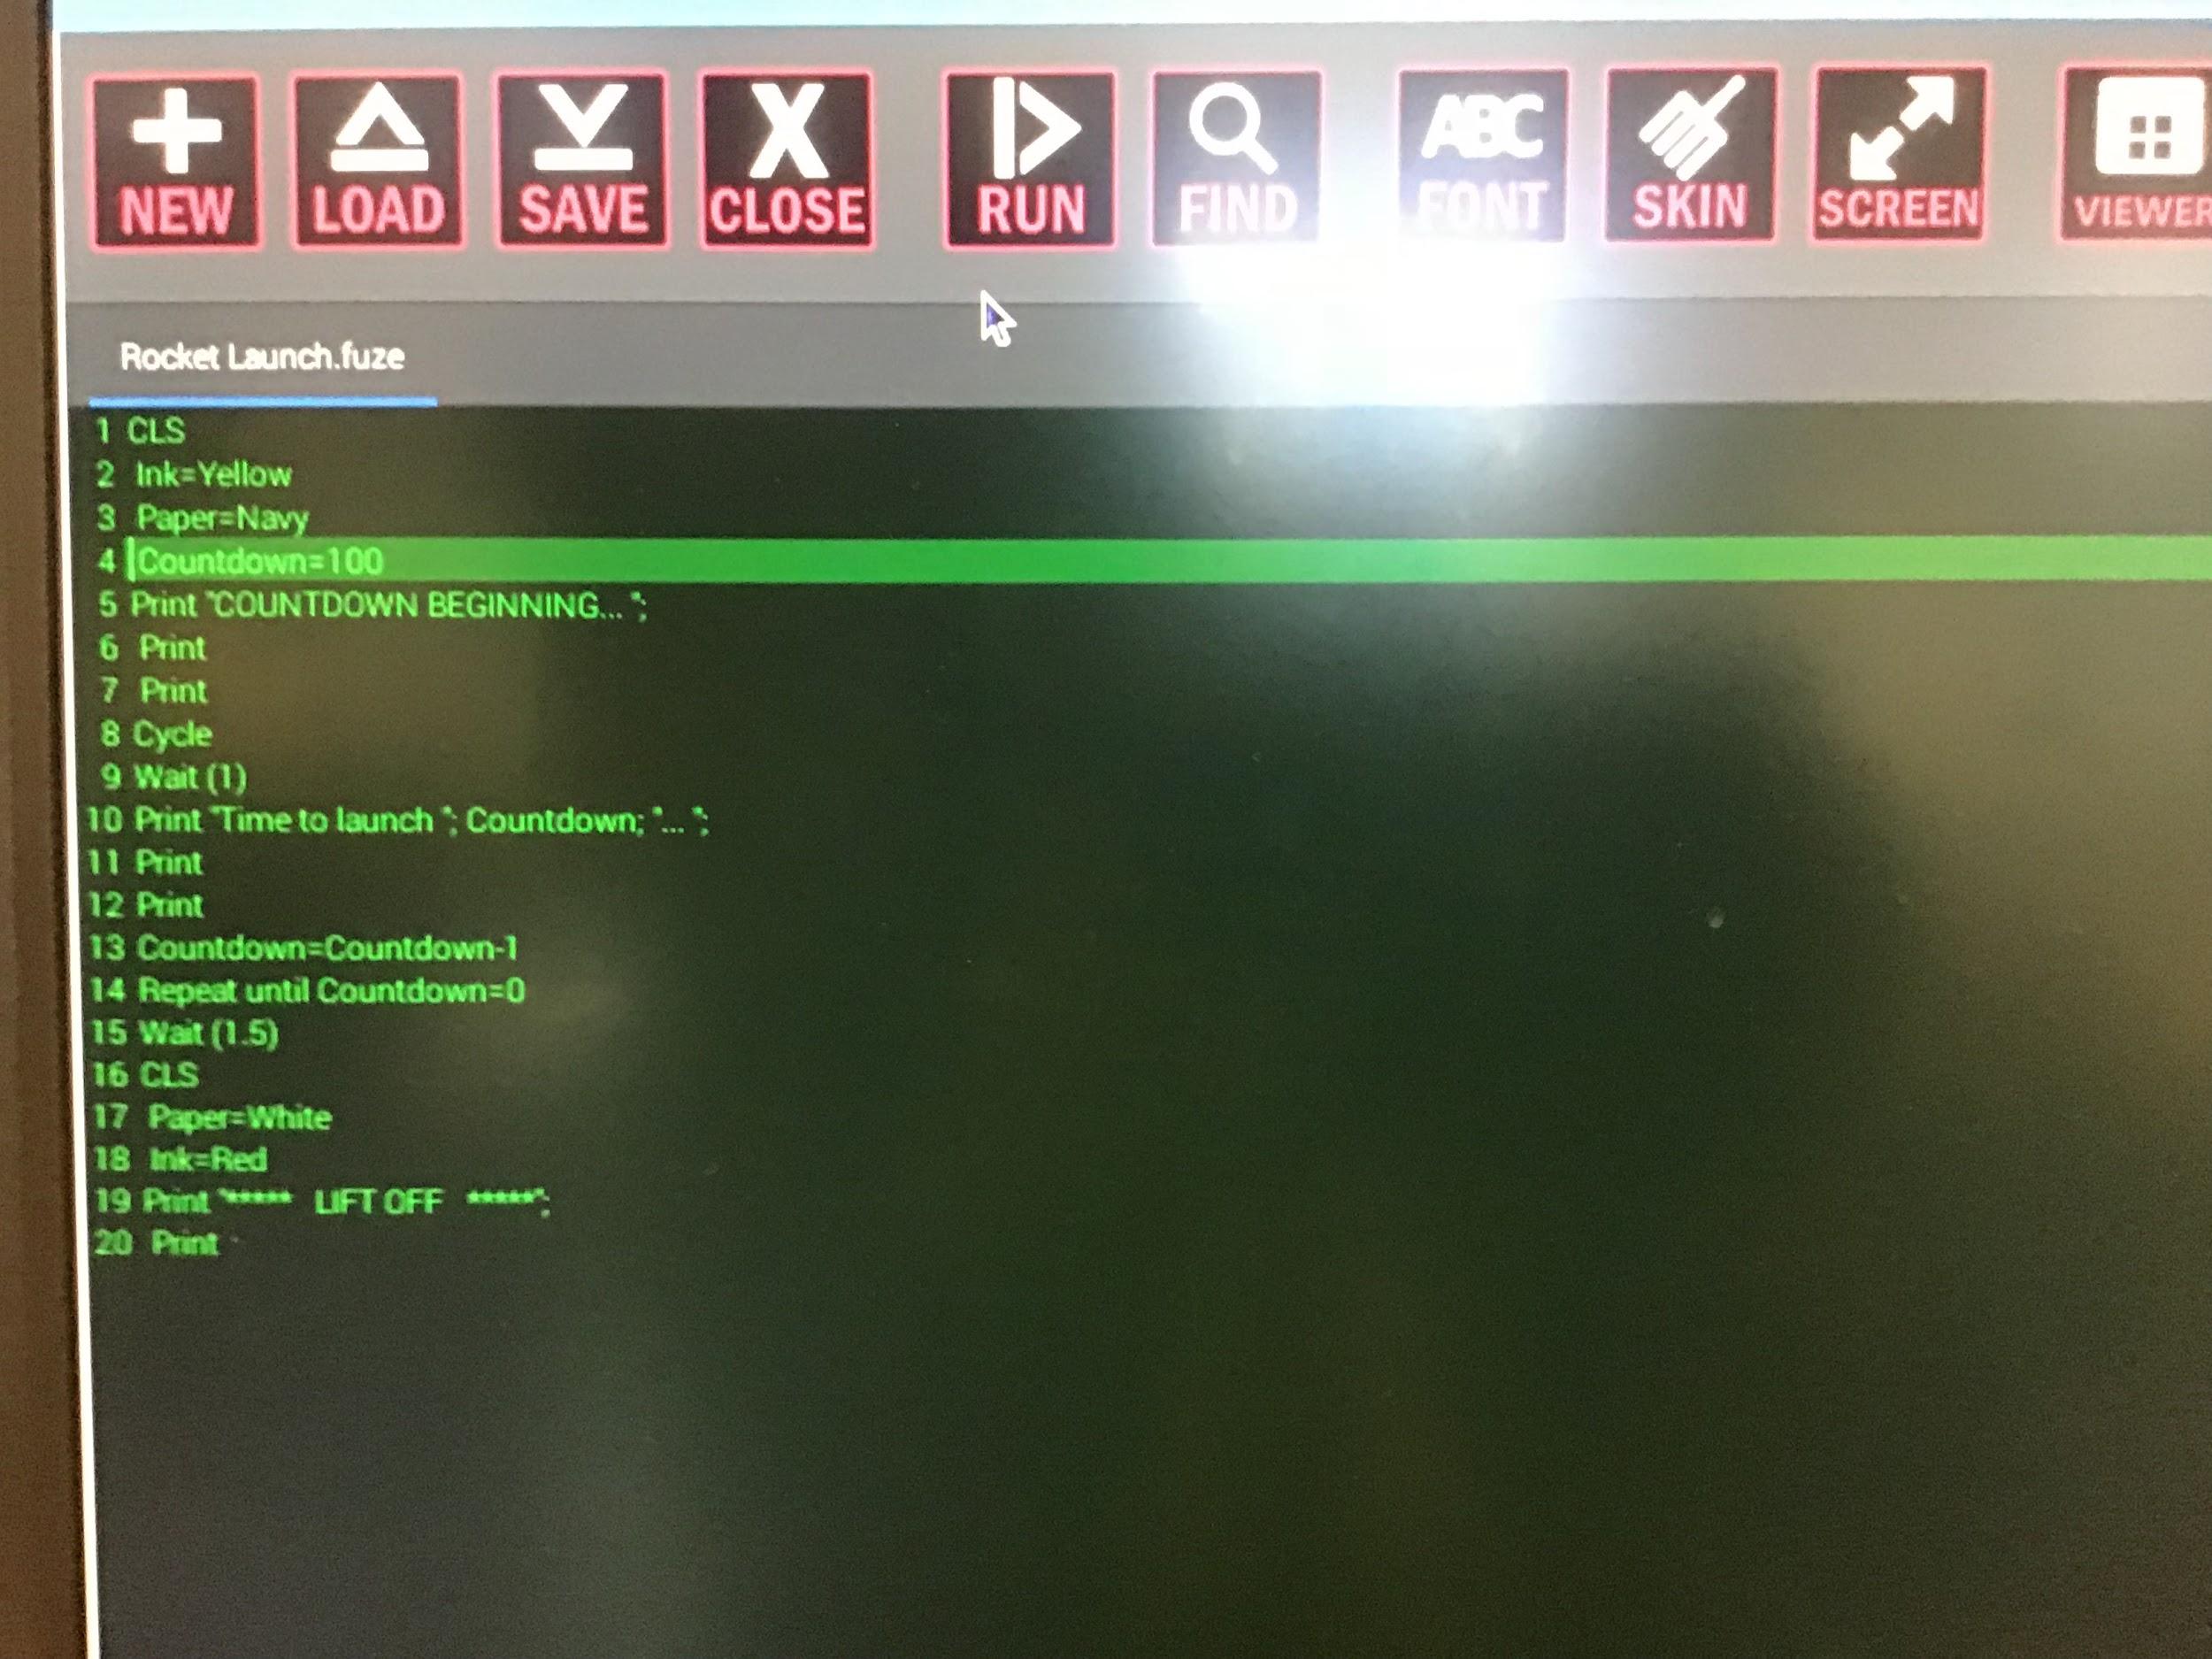 NEW LOAD SAVE CLOSE RUN FIND ABC FONT SKIN SCREEN VIEWER
Rocket Launch.fuze
1 CLS
2 Ink=Yellow
3 Paper=Navy
4 Countdown=100
5 Print "COUNTDOWN BEGINNING... ";
6 Print
7 Print
8 Cycle
9 Wait (1)
10 Print "Time to launch "; Countdown; "... ";
11 Print
12 Print
13 Countdown=Countdown-1
14 Repeat until Countdown=0
15 Wait (1.5)
16 CLS
17 Paper=White
18 Ink=Red
19 Print "***** LIFT OFF *****";
20 Print